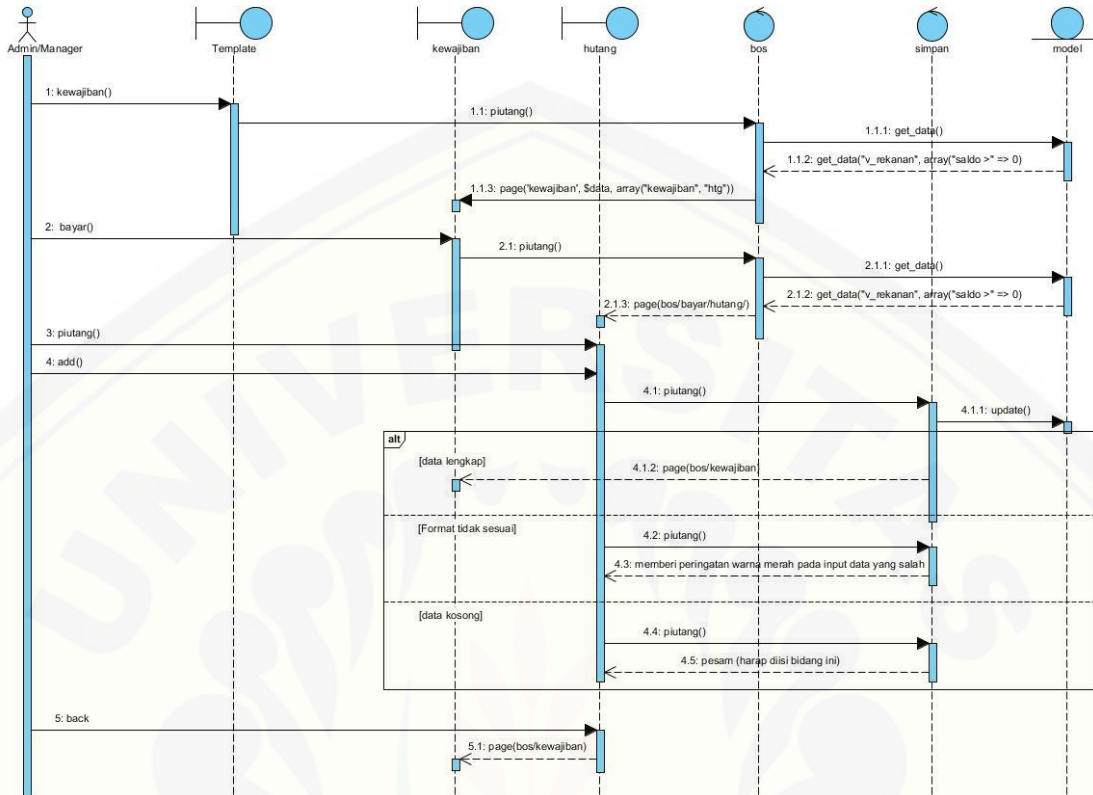 Admin/Manager
Template
kewajiban
hutang
bos
simpan
model
1: kewajiban()
1.1: piutang()
1.1.1: get_data()
1.1.2: get_data("v_rekanan", array("saldo >" => 0)
1.1.3: page('kewajiban', $data, array("kewajiban", "htg"))
2: bayar()
2.1: piutang()
2.1.1: get_data()
2.1.2: get_data("v_rekanan", array("saldo >" => 0)
2.1.3: page(bos/bayar/hutang/)
3: piutang()
4: add()
4.1: piutang()
4.1.1: update()
alt
[data lengkap]
4.1.2: page(bos/kewajiban)
[Format tidak sesuai]
4.2: piutang()
4.3: memberi peringatan warna merah pada input data yang salah
[data kosong]
4.4: piutang()
4.5: pesam (harap diisi bidang ini)
5: back
5.1: page(bos/kewajiban)
UNIVERSITAS